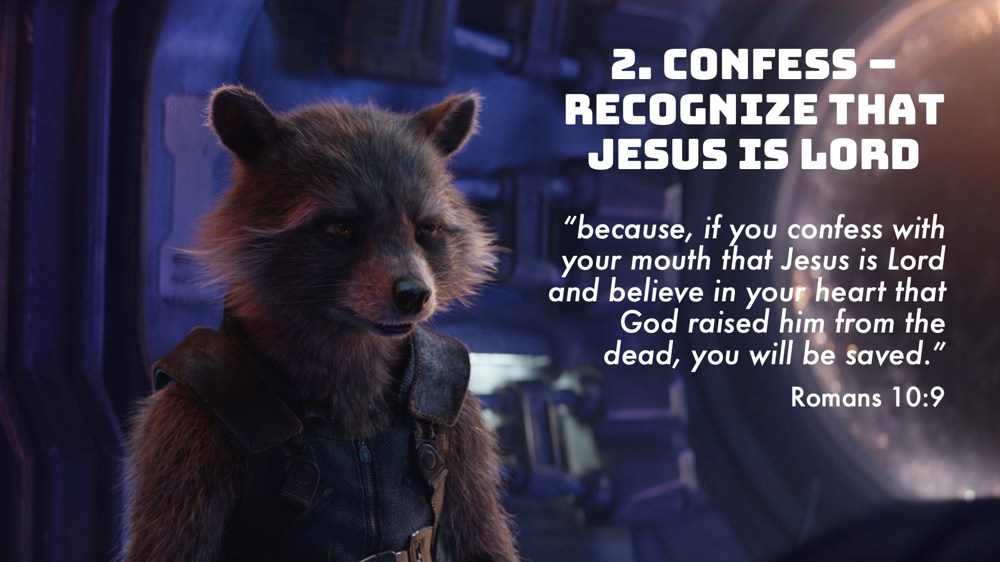 2. CONFESS –
RECOGNIZE THAT
JESUS IS LORD
“because, if you confess with
your mouth that Jesus is Lord
and believe in your heart that
God raised him from the
dead, you will be saved.”
Romans 10:9